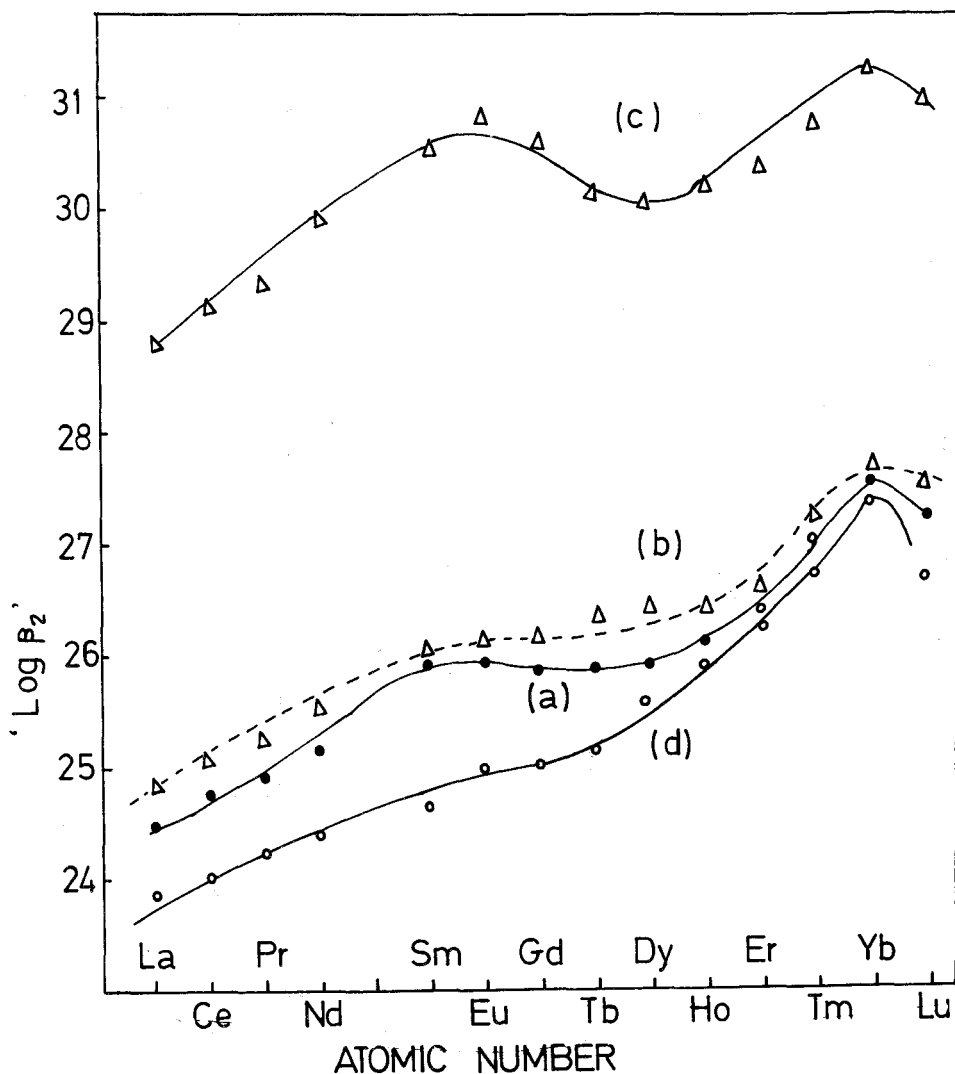 31
30
29
28
27
26
25
24
'Log β₂'
(c)
(b)
(a)
(d)
La Pr Sm Gd Dy Er Yb
Ce Nd Eu Tb Ho Tm Lu
ATOMIC NUMBER